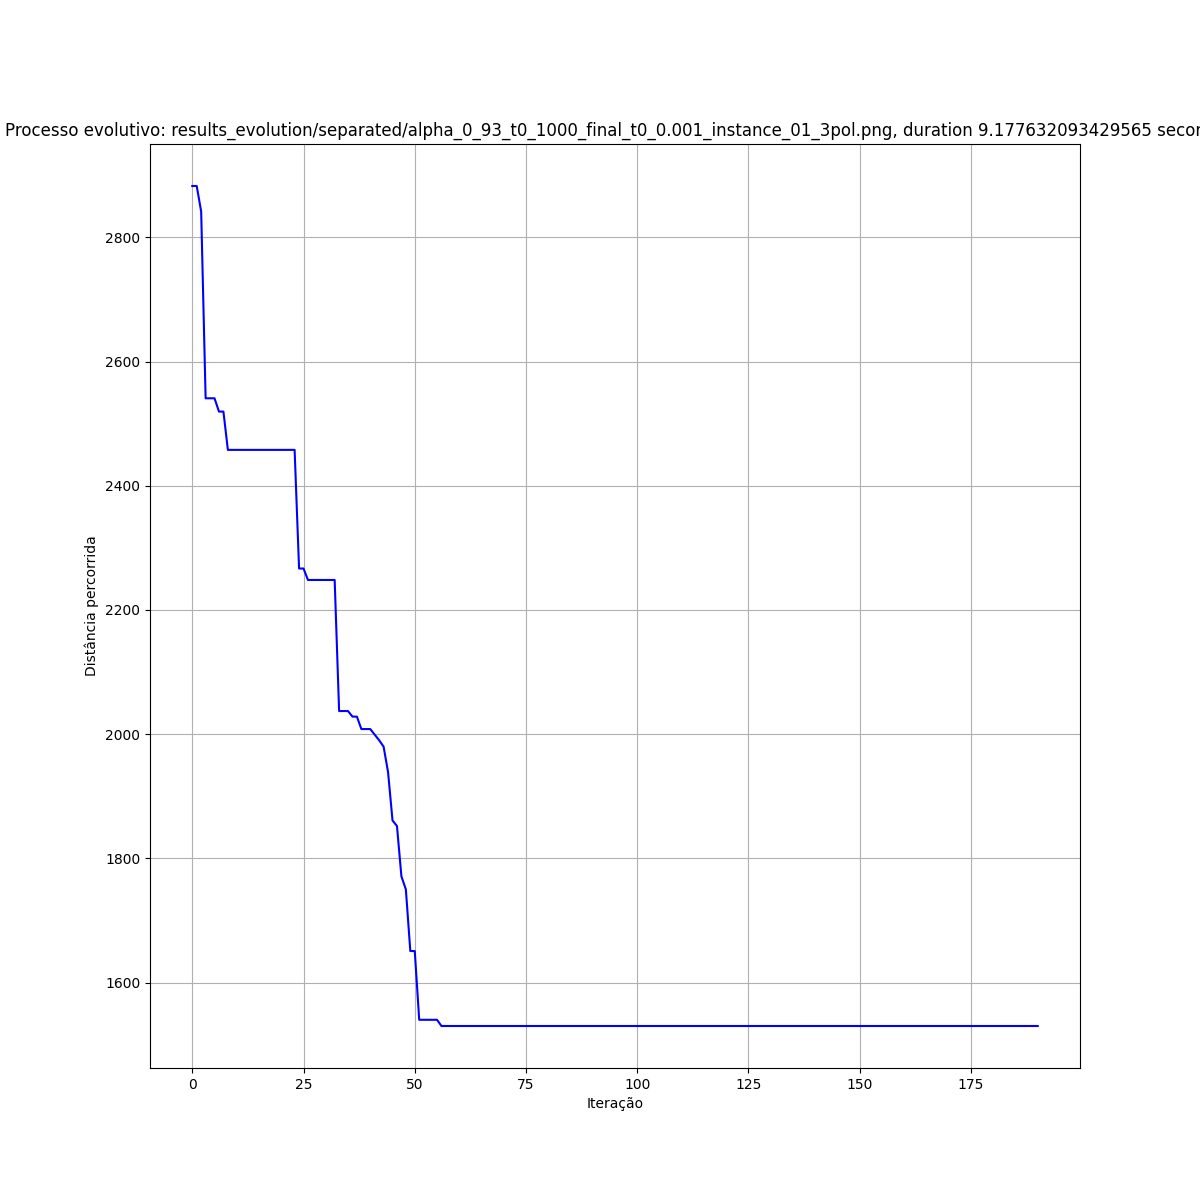 Processo evolutivo: results_evolution/separated/alpha_0_93_t0_1000_final_t0_0.001_instance_01_3pol.png, duration 9.177632093429565
2800
2600
2400
2200
2000
1800
1600
Distância percorrida
0 25 50 75 100 125 150 175
Iteração